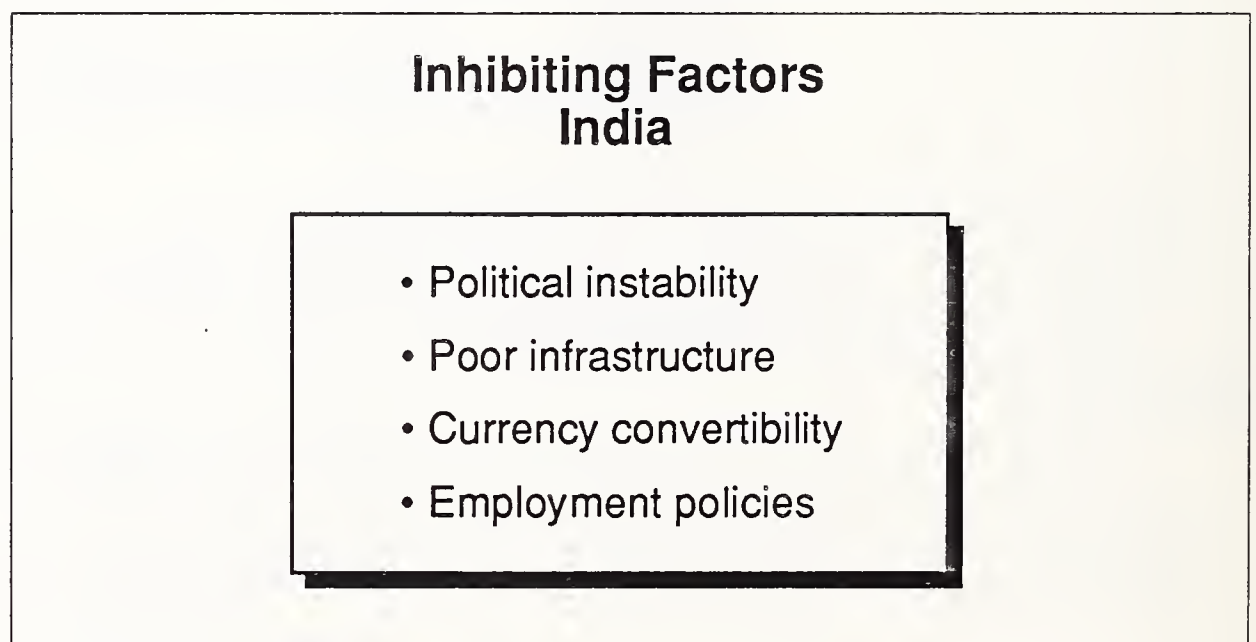 Inhibiting Factors
India
• Political instability
• Poor infrastructure
• Currency convertibility
• Employment policies